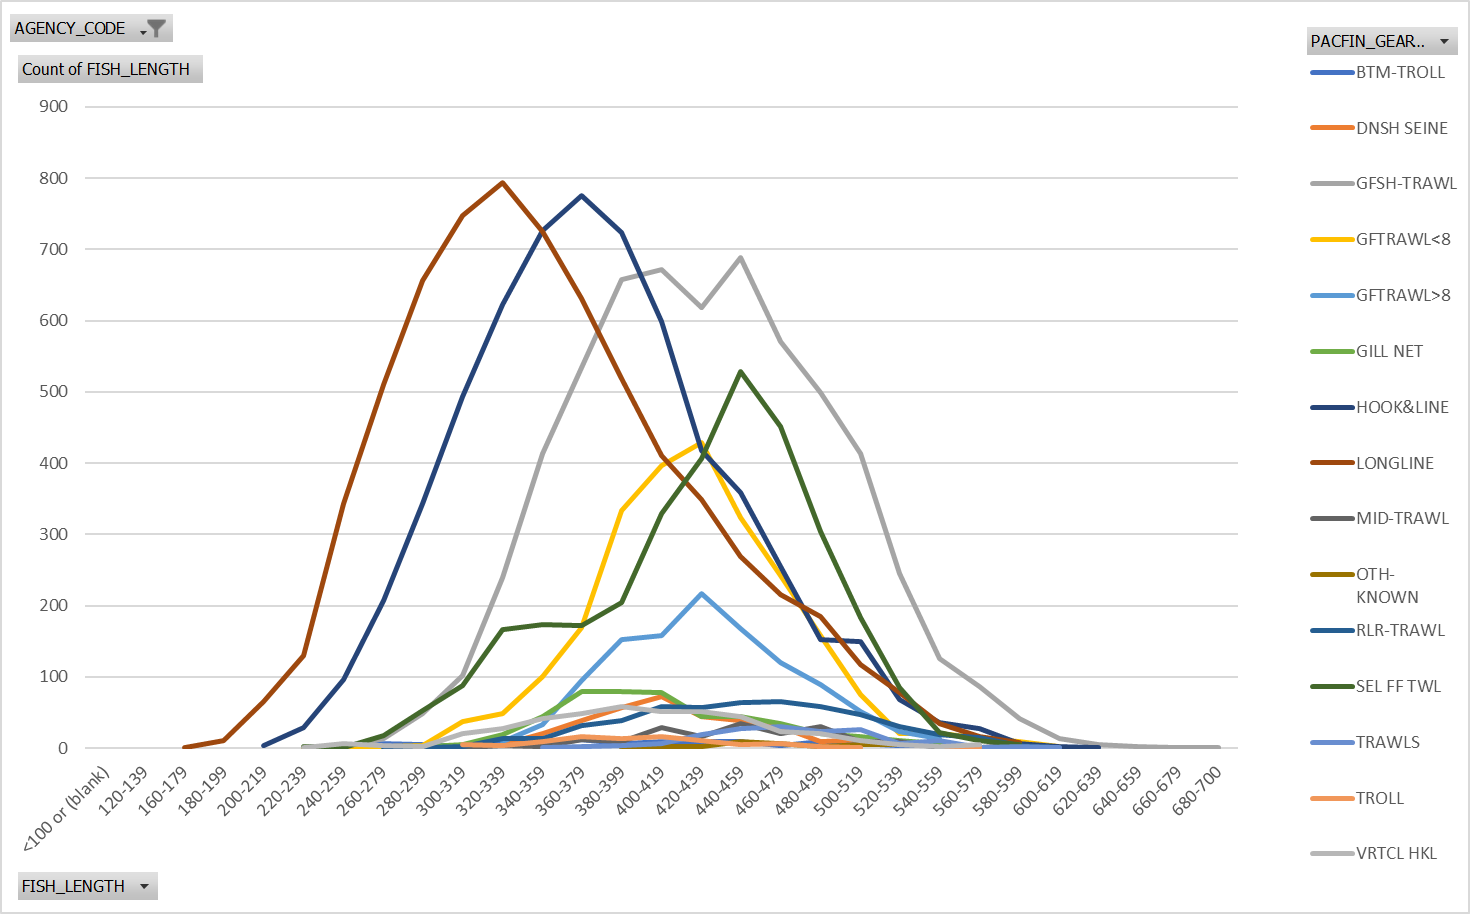 AGENCY_CODE
Count of FISH_LENGTH
PACFIN_GEAR...
900
800
700
600
500
400
300
200
100
0
<100 or (blank)
120-139
160-179
180-199
200-219
220-239
240-259
260-279
280-299
300-319
320-339
340-359
360-379
380-399
400-419
420-439
440-459
460-479
480-499
500-519
520-539
540-559
560-579
580-599
600-619
620-639
640-659
660-679
680-700
BTM-TROLL
DNSH SEINE
GFSH-TRAWL
GFTRAWL<8
GFTRAWL>8
GILL NET
HOOK&LINE
LONGLINE
MID-TRAWL
OTH-
KNOWN
RLR-TRAWL
SEL FF TWL
TRAWLS
TROLL
VRTCL HKL
FISH_LENGTH